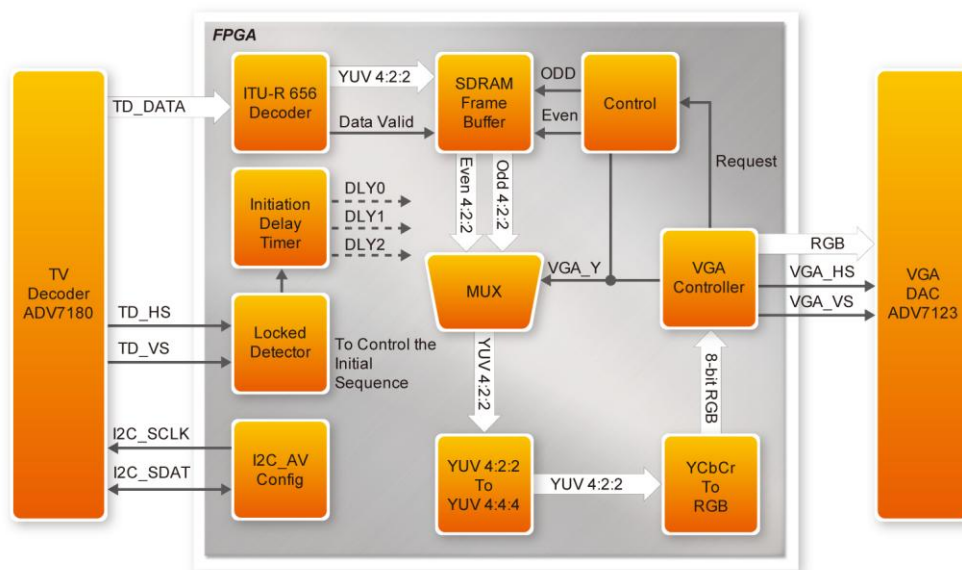 FPGA
TV
Decoder
ADV7180
TD_DATA
ITU-R 656
Decoder
YUV 4:2:2
Data Valid
SDRAM
Frame
Buffer
ODD
Even
Control
Request
Initiation
Delay
Timer
DLY0
DLY1
DLY2
Even 4:2:2
Odd 4:2:2
MUX
VGA_Y
VGA
Controller
RGB
VGA_HS
VGA_VS
VGA
DAC
ADV7123
TD_HS
TD_VS
Locked
Detector
To Control the
Initial
Sequence
YUV 4:2:2
8-bit RGB
I2C_SCLK
I2C_SDAT
I2C_AV
Config
YUV 4:2:2
To
YUV 4:4:4
YUV 4:2:2
YCbCr
To
RGB